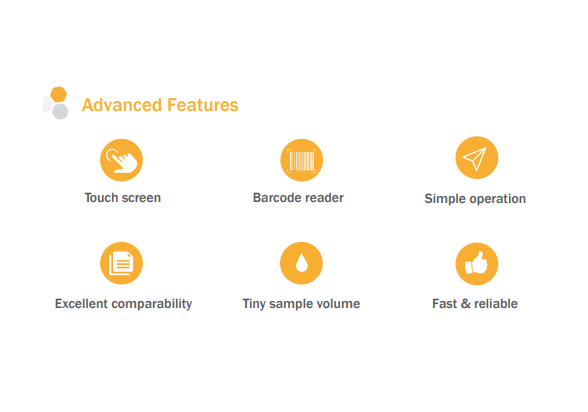 Advanced Features
Touch screen
Barcode reader
Simple operation
Excellent comparability
Tiny sample volume
Fast & reliable